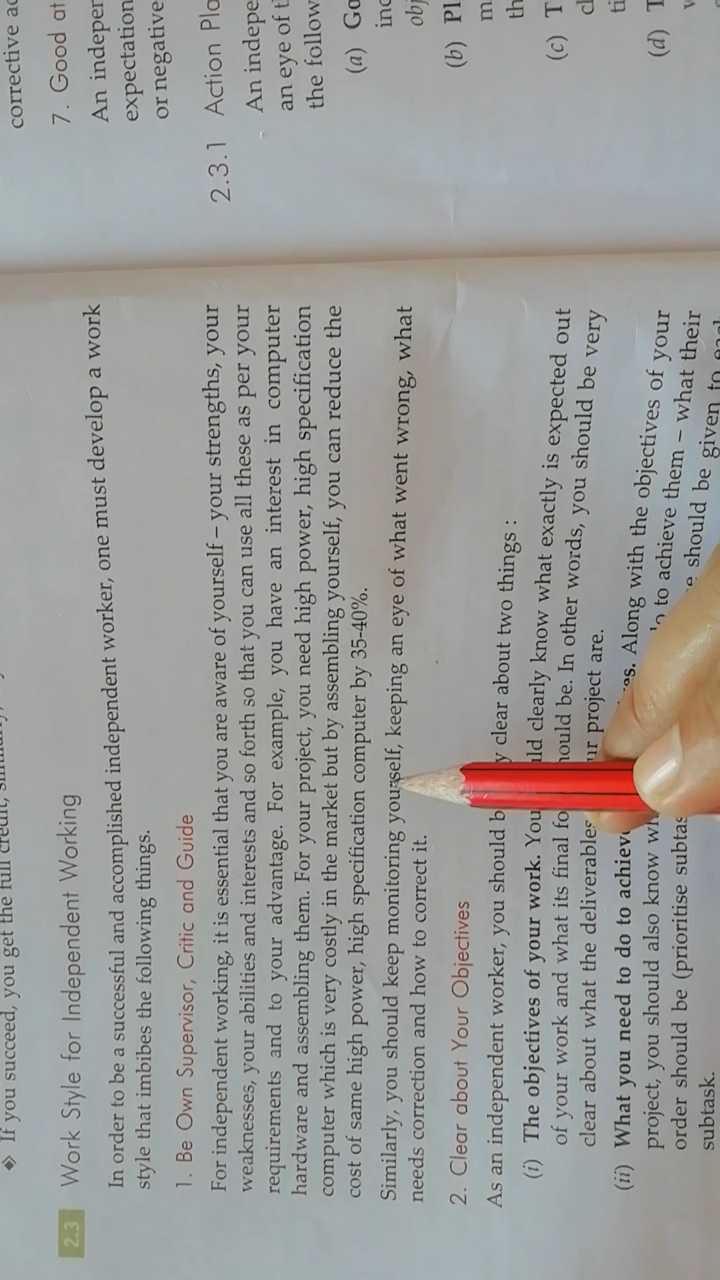 If you succeed, you get the full credit,
2.3 Work Style for Independent Working
In order to be a successful and accomplished independent worker, one must develop a work
style that imbibes the following things.
1. Be Own Supervisor, Critic and Guide
For independent working, it is essential that you are aware of yourself – your strengths, your
weaknesses, your abilities and interests and so forth so that you can use all these as per your
requirements and to your advantage. For example, you have an interest in computer
hardware and assembling them. For your project, you need high power, high specification
computer which is very costly in the market but by assembling yourself, you can reduce the
cost of same high power, high specification computer by 35-40%.
Similarly, you should keep monitoring yourself, keeping an eye of what went wrong, what
needs correction and how to correct it.
2. Clear about Your Objectives
As an independent worker, you should b y clear about two things :
(i) The objectives of your work. You ld clearly know what exactly is expected out
of your work and what its final fo hould be. In other words, you should be very
clear about what the deliverables ur project are.
(ii) What you need to do to achieve es. Along with the objectives of your
project, you should also know w to achieve them – what their
order should be (prioritise subtas should be given to each
subtask.
corrective ac
7. Good at
An indepen
expectation
or negative
2.3.1 Action Pla
An indepe
an eye of t
the follow
(a) Go
inc
obj
(b) Pl
m
th
(c) T
cl
ti
(d) T